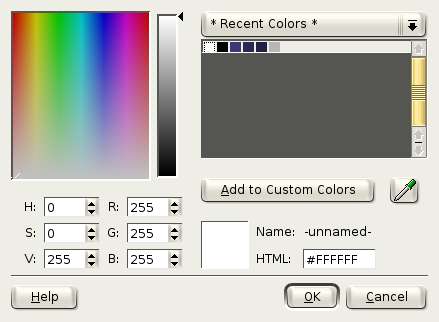 * Recent Colors *
Add to Custom Colors
H: 0 R: 255
S: 0 G: 255
V: 255 B: 255
Name: -unnamed-
HTML: #FFFFFF
Help OK Cancel